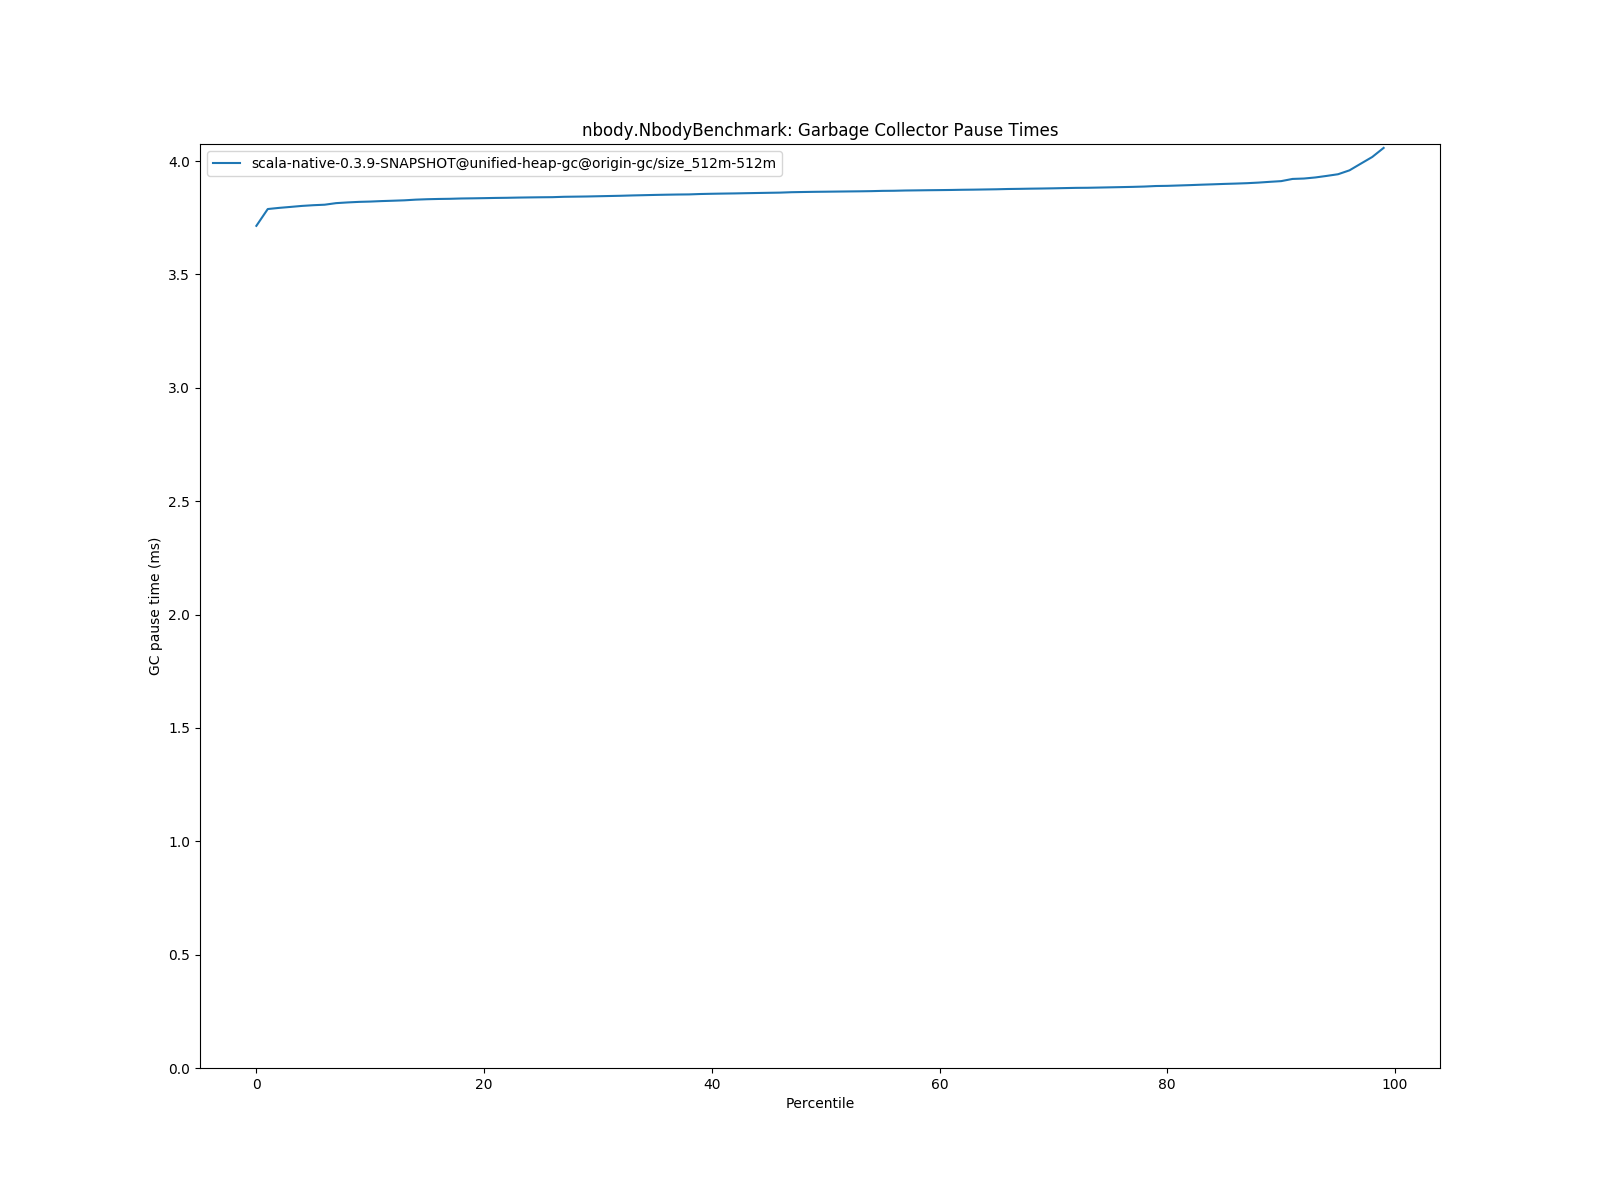 nbody.NbodyBenchmark: Garbage Collector Pause Times
scala-native-0.3.9-SNAPSHOT@unified-heap-gc@origin-gc/size_512m-512m
4.0
3.5
3.0
2.5
2.0
1.5
1.0
0.5
0.0
GC pause time (ms)
0 20 40 60 80 100
Percentile